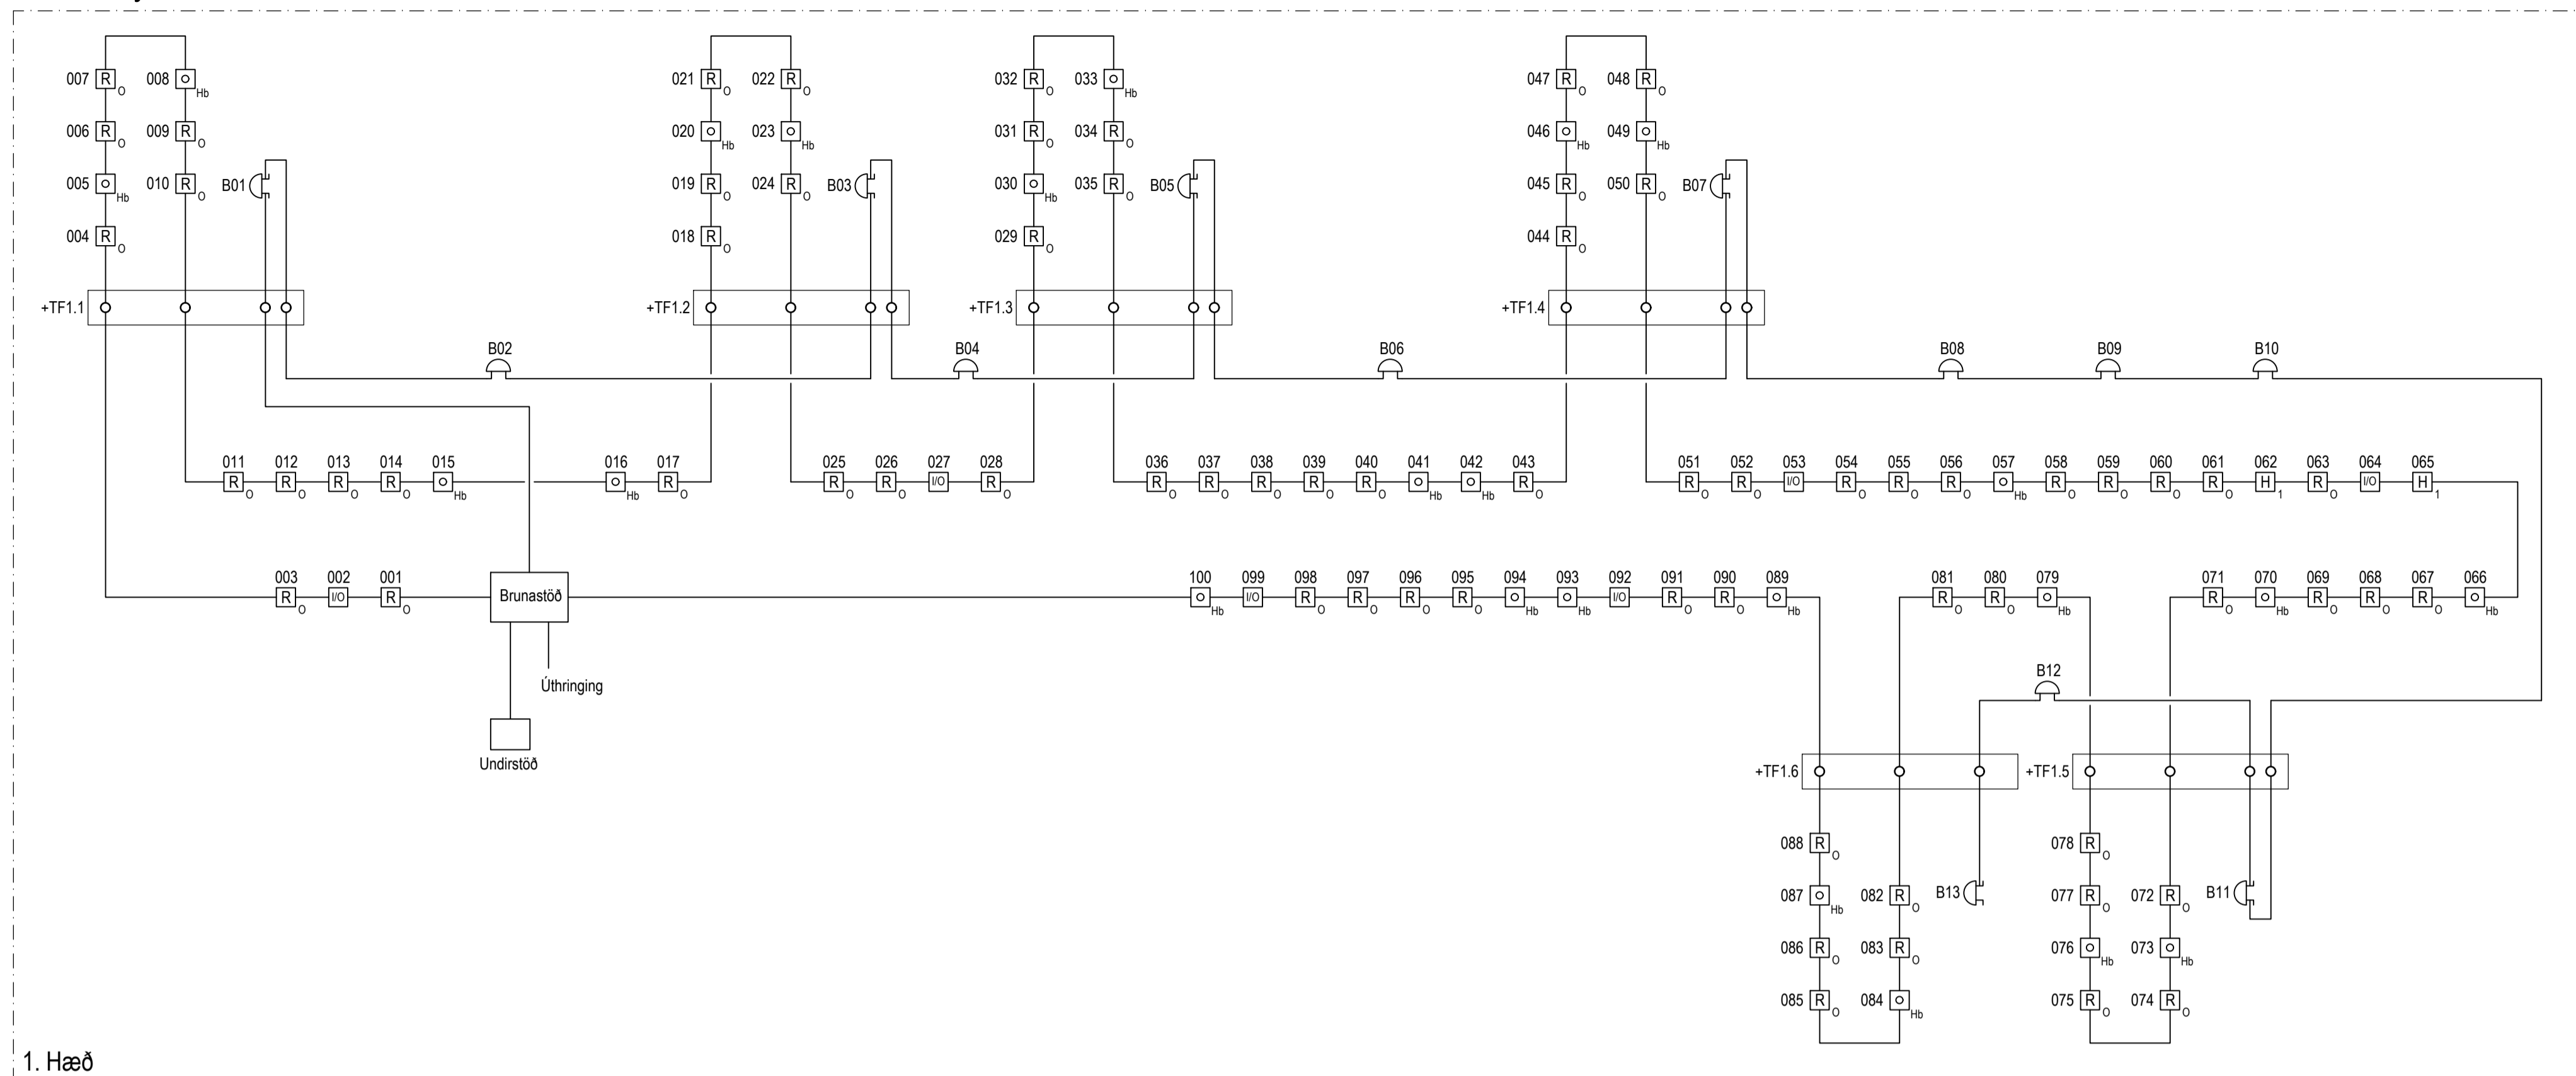 007 R O 008 Hb
021 R O 022 R O
032 R O 033 Hb
047 R O 048 R O
006 R O 009 R O
020 Hb 023 Hb
031 R O 034 R O
046 Hb 049 Hb
005 Hb 010 R O B01
019 R O 024 R O B03
030 Hb 035 R O B05
045 R O 050 R O B07
004 R O
018 R O
029 R O
044 R O
+TF1.1
+TF1.2
+TF1.3
+TF1.4
B02
B04
B06
B08
B09
B10
011 012 013 014 015 016 017
R O R O R O R O Hb Hb R O
025 026 027 028
R O R O I/O R O
036 037 038 039 040 041 042 043
R O R O R O R O R O Hb Hb R O
051 052 053 054 055 056 057 058 059 060 061 062 063 064 065
R O R O I/O R O R O R O Hb R O R O R O R O H 1 R O I/O H 1
003 002 001
R O I/O R O
Brunastöð
100 099 098 097 096 095 094 093 092 091 090 089
Hb I/O R O R O R O R O Hb Hb I/O R O R O Hb
081 080 079
R O R O Hb
071 070 069 068 067 066
R O Hb R O R O R O Hb
Úthringing
Undirstöð
B12
+TF1.6
+TF1.5
088 R O
078 R O
087 Hb 082 R O B13
077 R O 072 R O B11
086 R O 083 R O
076 Hb 073 Hb
085 R O 084 Hb
075 R O 074 R O
1. Hæð